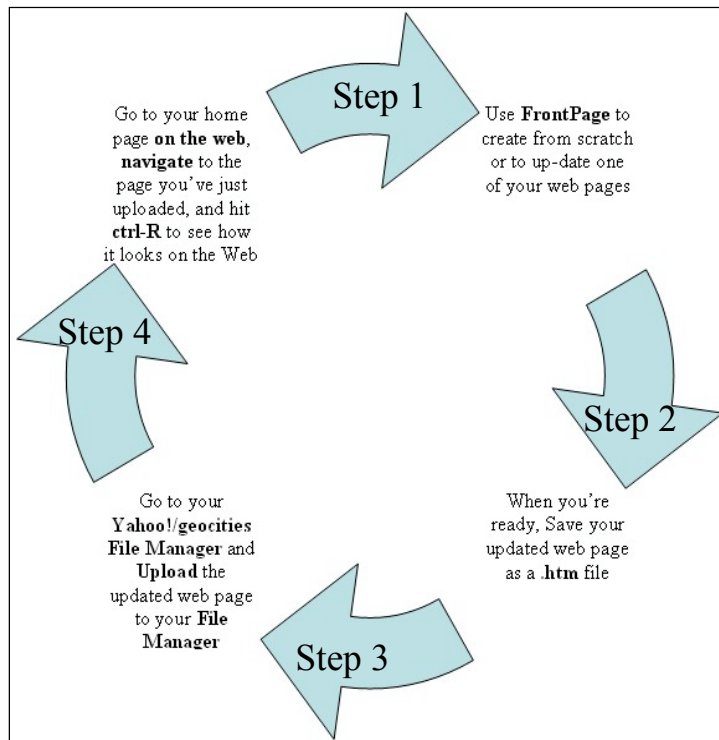 Step 1
Use FrontPage to
create from scratch
or to up-date one
of your web pages
Step 2
When you're
ready, Save your
updated web page
as a .htm file
Step 3
Go to your
Yahoo!/geocities
File Manager and
Upload the
updated web page
to your File
Manager
Step 4
Go to your home
page on the web,
navigate to the
page you've just
uploaded, and hit
ctrl-R to see how
it looks on the Web